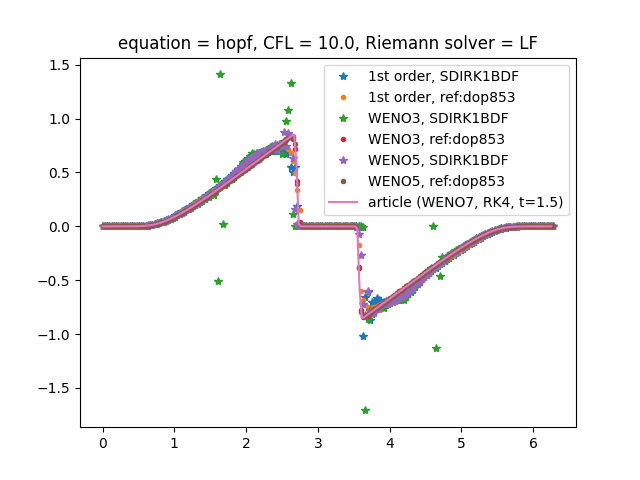 equation = hopf, CFL = 10.0, Riemann solver = LF
1.5
1.0
0.5
0.0
−0.5
−1.0
−1.5
1st order, SDIRK1BDF
1st order, ref:dop853
WENO3, SDIRK1BDF
WENO3, ref:dop853
WENO5, SDIRK1BDF
WENO5, ref:dop853
article (WENO7, RK4, t=1.5)
0 1 2 3 4 5 6